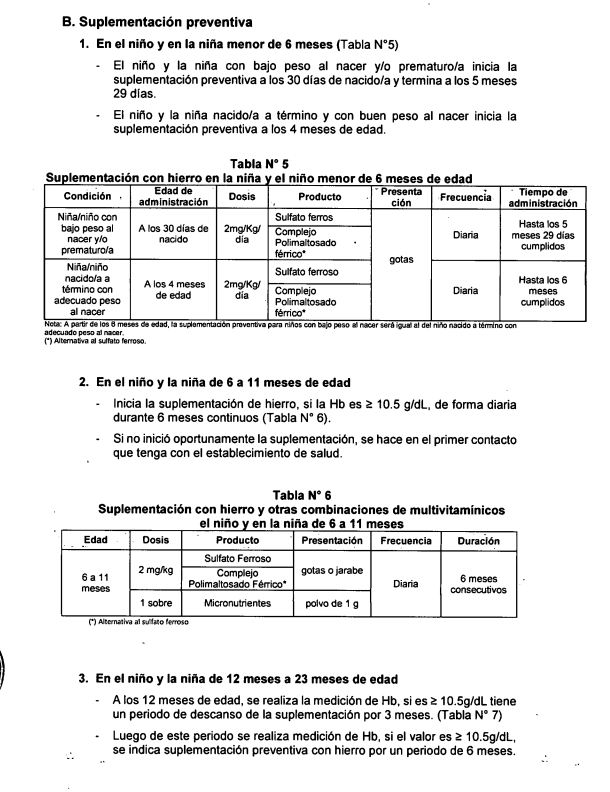 B. Suplementación preventiva
1. En el niño y en la niña menor de 6 meses (Tabla N°5)
- El niño y la niña con bajo peso al nacer y/o prematuro/a inicia la
suplementación preventiva a los 30 días de nacido/a y termina a los 5 meses
29 días.
- El niño y la niña nacido/a a término y con buen peso al nacer inicia la
suplementación preventiva a los 4 meses de edad.
Tabla N° 5
Suplementación con hierro en la niña y el niño menor de 6 meses de edad
Condición Edad de administración Dosis Producto Presentación Frecuencia Tiempo de administración
Niña/niño con
bajo peso al
nacer y/o
prematuro/a
A los 30 días de
nacido
2mg/Kg/
día
Sulfato ferros
Complejo
Polimaltosado
férrico*
gotas
Diaria
Hasta los 5
meses 29 días
cumplidos
Niña/niño
nacido/a a
término con
adecuado peso
al nacer
A los 4 meses
de edad
2mg/Kg/
día
Sulfato ferroso
Complejo
Polimaltosado
férrico*
Diaria
Hasta los 6
meses
cumplidos
Nota: A partir de los 6 meses de edad, la suplementación preventiva para niños con bajo peso al nacer será igual al del niño nacido a término con
adecuado peso al nacer.
(*) Alternativa al sulfato ferroso.
2. En el niño y la niña de 6 a 11 meses de edad
- Inicia la suplementación de hierro, si la Hb es ≥ 10.5 g/dL, de forma diaria
durante 6 meses continuos (Tabla N° 6).
- Si no inició oportunamente la suplementación, se hace en el primer contacto
que tenga con el establecimiento de salud.
Tabla N° 6
Suplementación con hierro y otras combinaciones de multivitamínicos
el niño y en la niña de 6 a 11 meses
Edad Dosis Producto Presentación Frecuencia Duración
6 a 11
meses
2 mg/kg
Sulfato Ferroso
Complejo
Polimaltosado Férrico*
gotas o jarabe
Diaria
6 meses
consecutivos
1 sobre Micronutrientes polvo de 1 g
(*) Alternativa al sulfato ferroso
3. En el niño y la niña de 12 meses a 23 meses de edad
- A los 12 meses de edad, se realiza la medición de Hb, si es ≥ 10.5g/dL tiene
un periodo de descanso de la suplementación por 3 meses. (Tabla N° 7)
- Luego de este periodo se realiza medición de Hb, si el valor es ≥ 10.5g/dL,
se indica suplementación preventiva con hierro por un periodo de 6 meses.